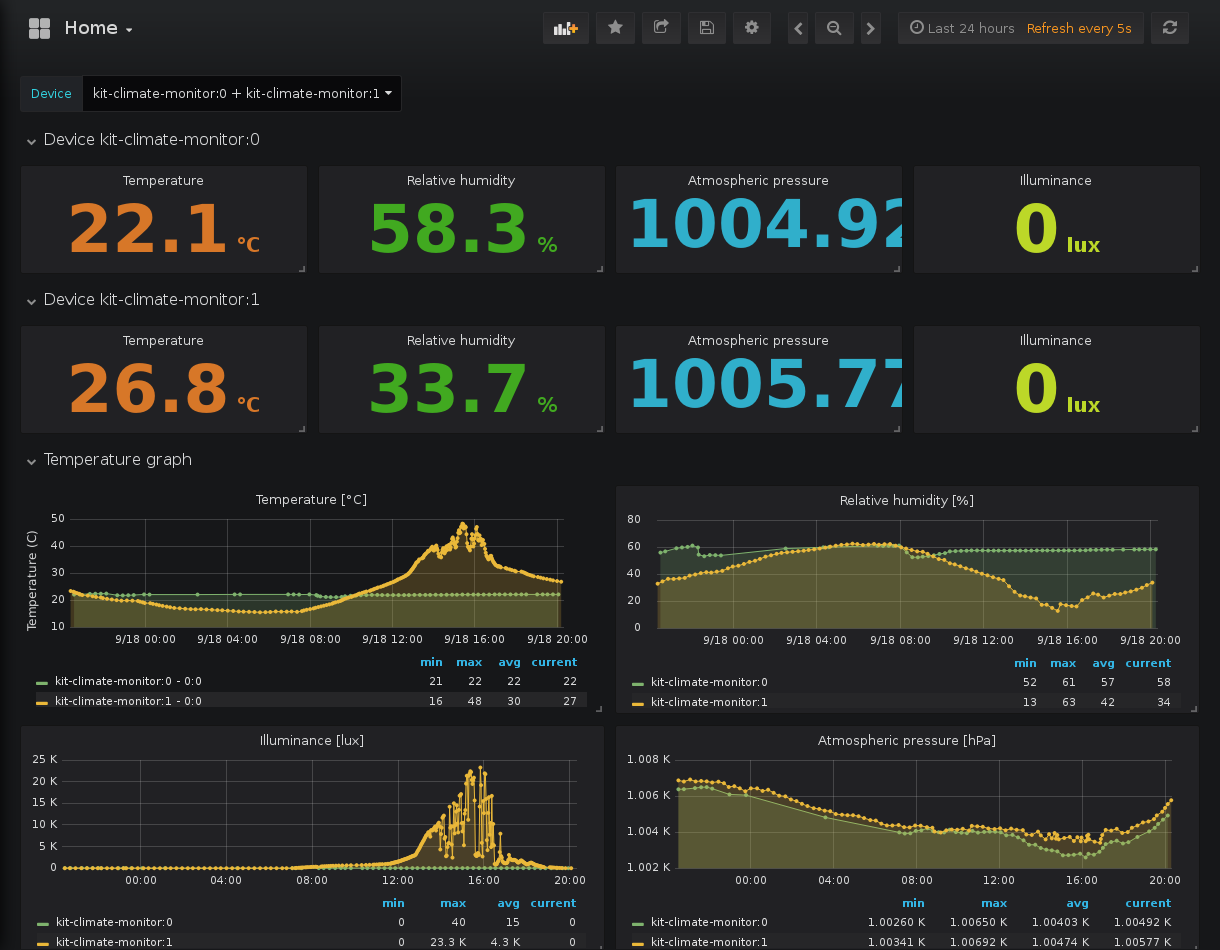 Home
Last 24 hours Refresh every 5s
Device kit-climate-monitor:0 + kit-climate-monitor:1
Device kit-climate-monitor:0
Temperature Relative humidity Atmospheric pressure Illuminance
22.1 °C 58.3 % 1004.92 0 lux
Device kit-climate-monitor:1
Temperature Relative humidity Atmospheric pressure Illuminance
26.8 °C 33.7 % 1005.77 0 lux
Temperature graph
Temperature [°C]
Temperature (C)
50
40
30
20
10
9/18 00:00 9/18 04:00 9/18 08:00 9/18 12:00 9/18 16:00 9/18 20:00
min max avg current
kit-climate-monitor:0 - 0:0 21 22 22 22
kit-climate-monitor:1 - 0:0 16 48 30 27
Relative humidity [%]
80
60
40
20
0
9/18 00:00 9/18 04:00 9/18 08:00 9/18 12:00 9/18 16:00 9/18 20:00
min max avg current
kit-climate-monitor:0 52 61 57 58
kit-climate-monitor:1 13 63 42 34
Illuminance [lux]
25 K
20 K
15 K
10 K
5 K
0
00:00 04:00 08:00 12:00 16:00 20:00
min max avg current
kit-climate-monitor:0 0 40 15 0
kit-climate-monitor:1 0 23.3 K 4.3 K 0
Atmospheric pressure [hPa]
1.008 K
1.006 K
1.004 K
1.002 K
00:00 04:00 08:00 12:00 16:00 20:00
min max avg current
kit-climate-monitor:0 1.00260 K 1.00650 K 1.00403 K 1.00492 K
kit-climate-monitor:1 1.00341 K 1.00692 K 1.00474 K 1.00577 K